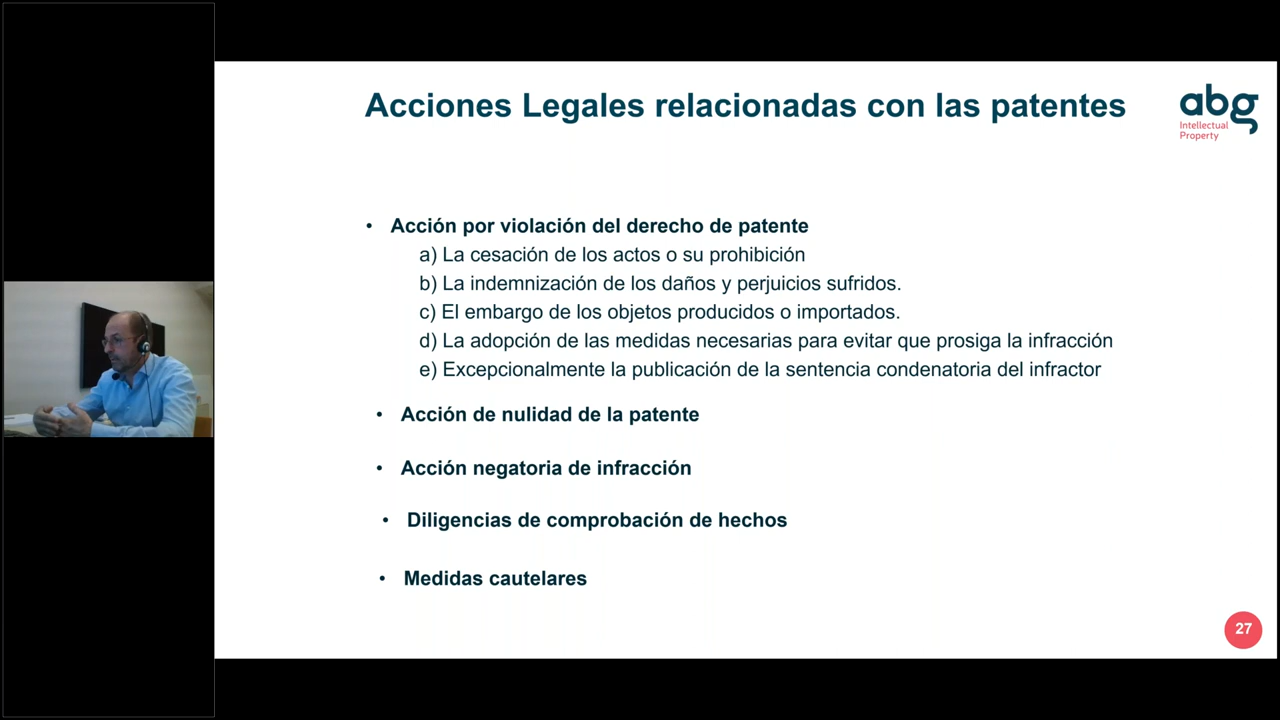 Acciones Legales relacionadas con las patentes
abg
Intellectual
Property
• Acción por violación del derecho de patente
a) La cesación de los actos o su prohibición
b) La indemnización de los daños y perjuicios sufridos.
c) El embargo de los objetos producidos o importados.
d) La adopción de las medidas necesarias para evitar que prosiga la infracción
e) Excepcionalmente la publicación de la sentencia condenatoria del infractor
• Acción de nulidad de la patente
• Acción negatoria de infracción
• Diligencias de comprobación de hechos
• Medidas cautelares
27